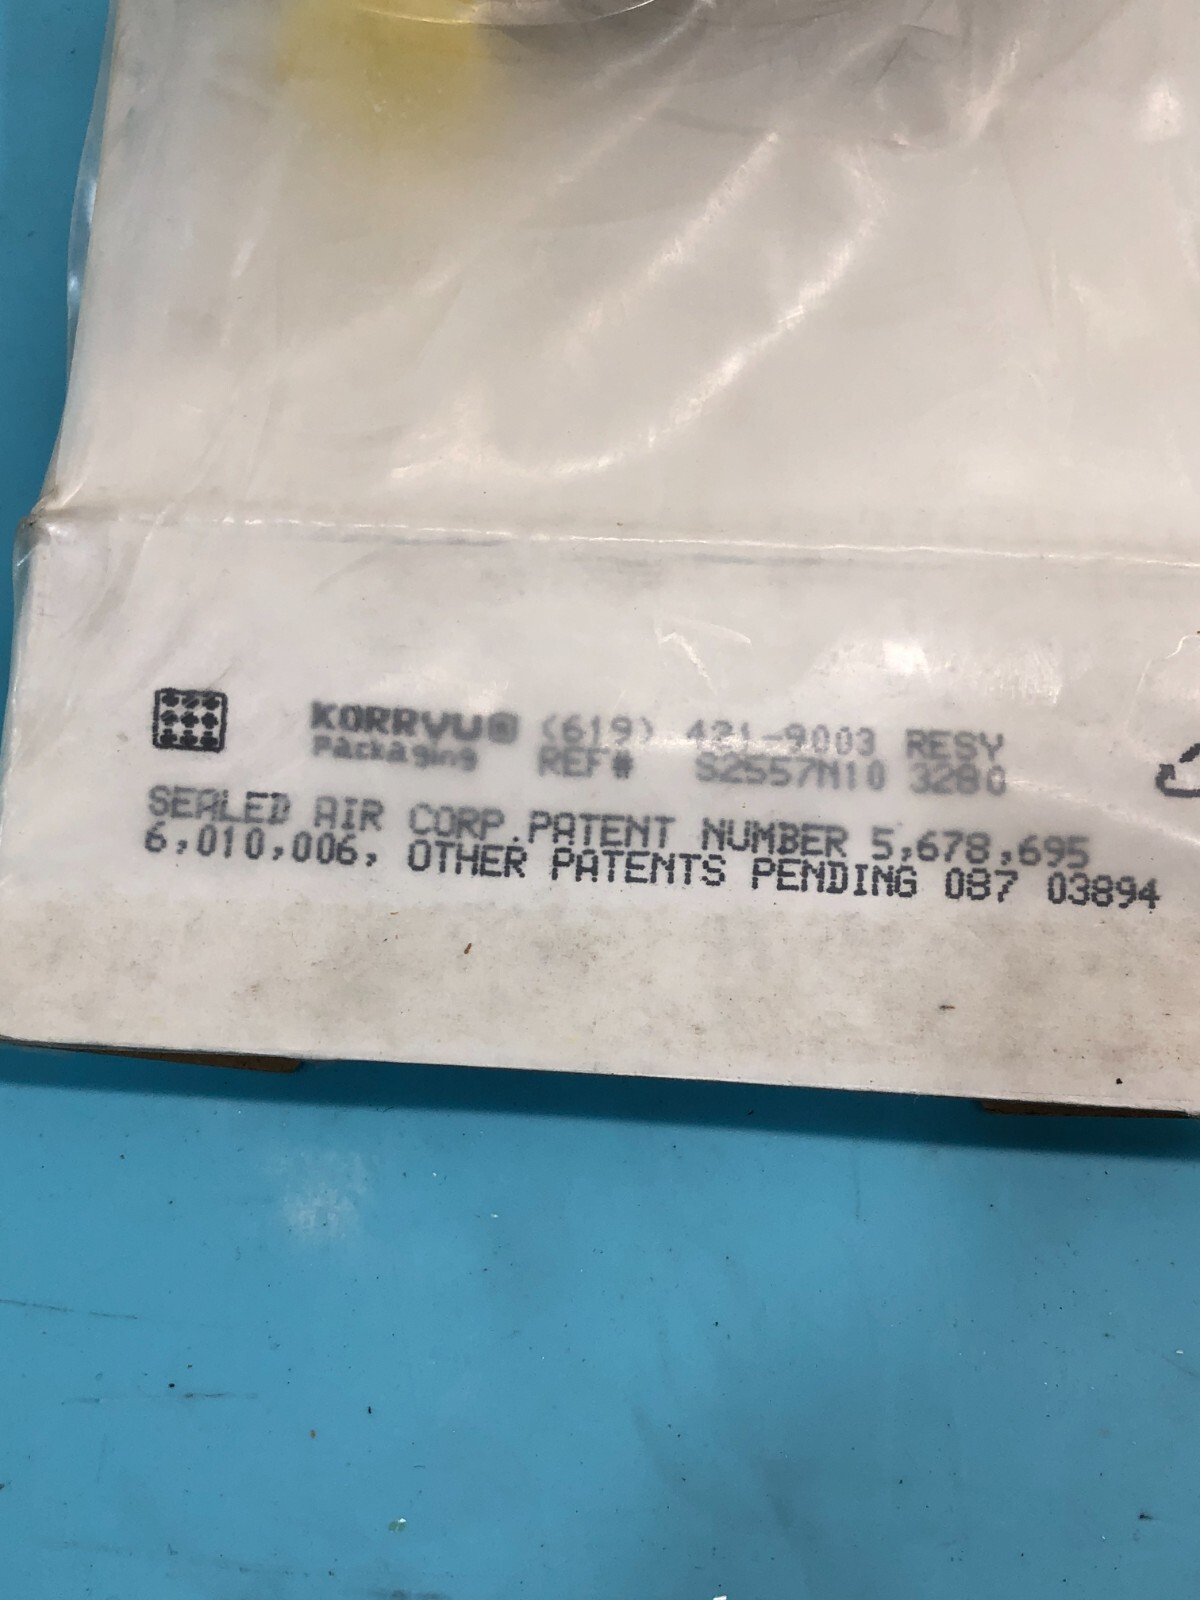 KORRVU® (619) 421-9003 RESY
Packaging REF# S2557N10 3280
SEALED AIR CORP.PATENT NUMBER 5,678,695
6,010,006, OTHER PATENTS PENDING 087 03894